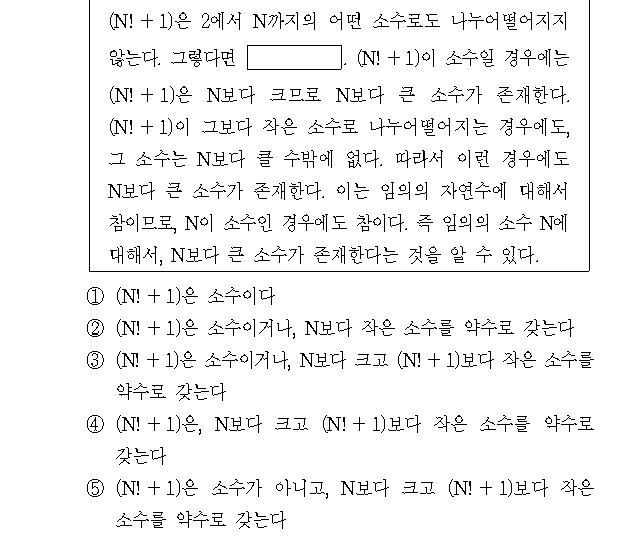 (N! + 1)은 2에서 N까지의 어떤 소수로도 나누어떨어지지
않는다. 그렇다면 . (N! + 1)이 소수일 경우에는
(N! + 1)은 N보다 크므로 N보다 큰 소수가 존재한다.
(N! + 1)이 그보다 작은 소수로 나누어떨어지는 경우에도,
그 소수는 N보다 클 수밖에 없다. 따라서 이런 경우에도
N보다 큰 소수가 존재한다. 이는 임의의 자연수에 대해서
참이므로, N이 소수인 경우에도 참이다. 즉 임의의 소수 N에
대해서, N보다 큰 소수가 존재한다는 것을 알 수 있다.
① (N! + 1)은 소수이다
② (N! + 1)은 소수이거나, N보다 작은 소수를 약수로 갖는다
③ (N! + 1)은 소수이거나, N보다 크고 (N! + 1)보다 작은 소수를
약수로 갖는다
④ (N! + 1)은, N보다 크고 (N! + 1)보다 작은 소수를 약수로
갖는다
⑤ (N! + 1)은 소수가 아니고, N보다 크고 (N! + 1)보다 작은
소수를 약수로 갖는다